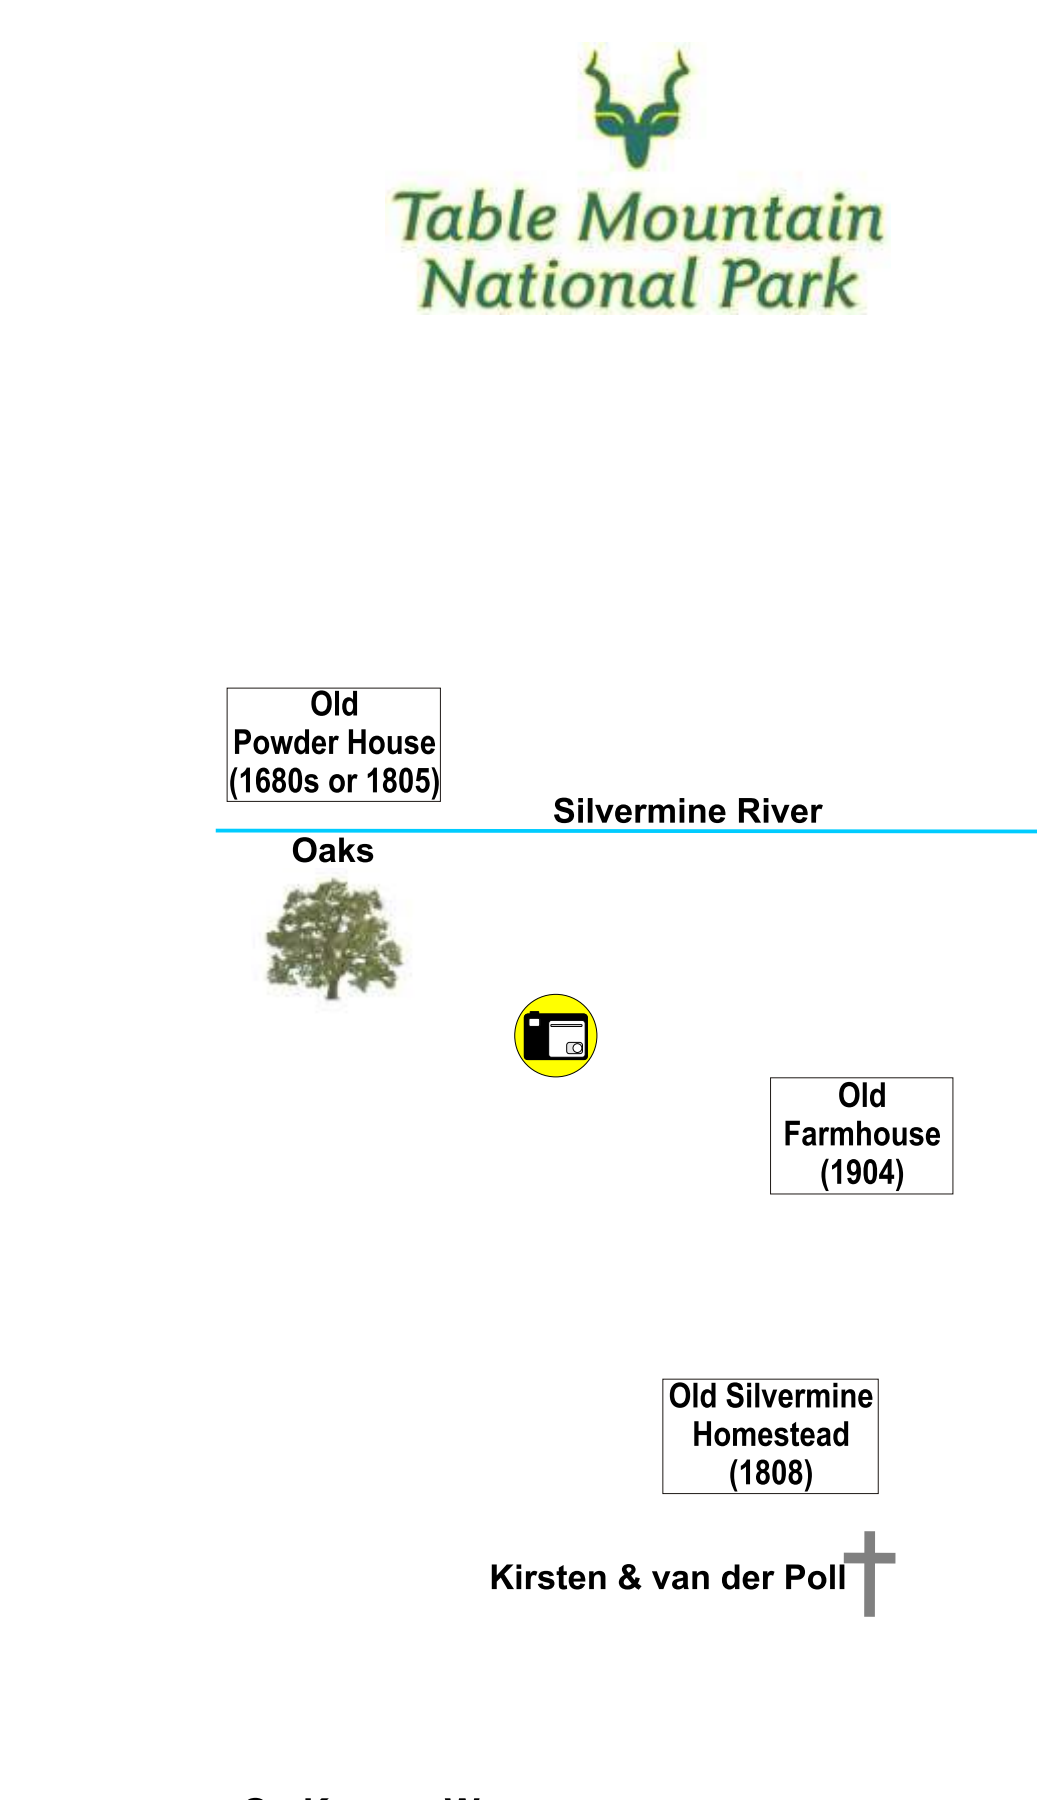 Table Mountain
National Park
Old
Powder House
(1680s or 1805)
Silvermine River
Oaks
Old
Farmhouse
(1904)
Old Silvermine
Homestead
(1808)
Kirsten & van der Poll